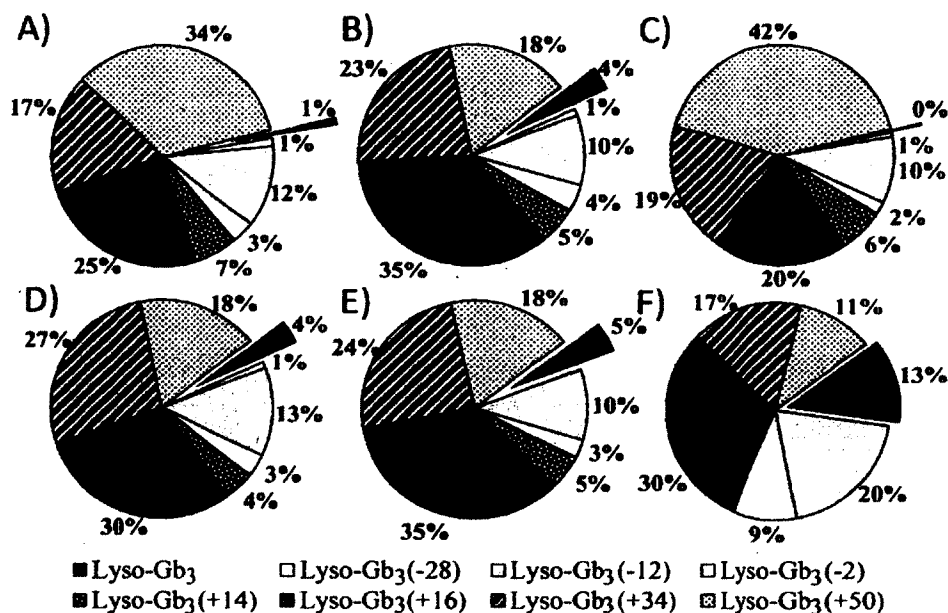 A) B) C)
34% 1% 1% 12% 3% 7% 25% 17%
18% 4% 1% 10% 4% 5% 35% 23%
42% 0% 1% 10% 2% 6% 20% 19%
D) E) F)
18% 4% 1% 13% 3% 4% 30% 27%
18% 5% 10% 3% 5% 35% 24%
11% 13% 20% 9% 30% 17%
Lyso-Gb3 Lyso-Gb3(-28) Lyso-Gb3(-12) Lyso-Gb3(-2)
Lyso-Gb3(+14) Lyso-Gb3(+16) Lyso-Gb3(+34) Lyso-Gb3(+50)